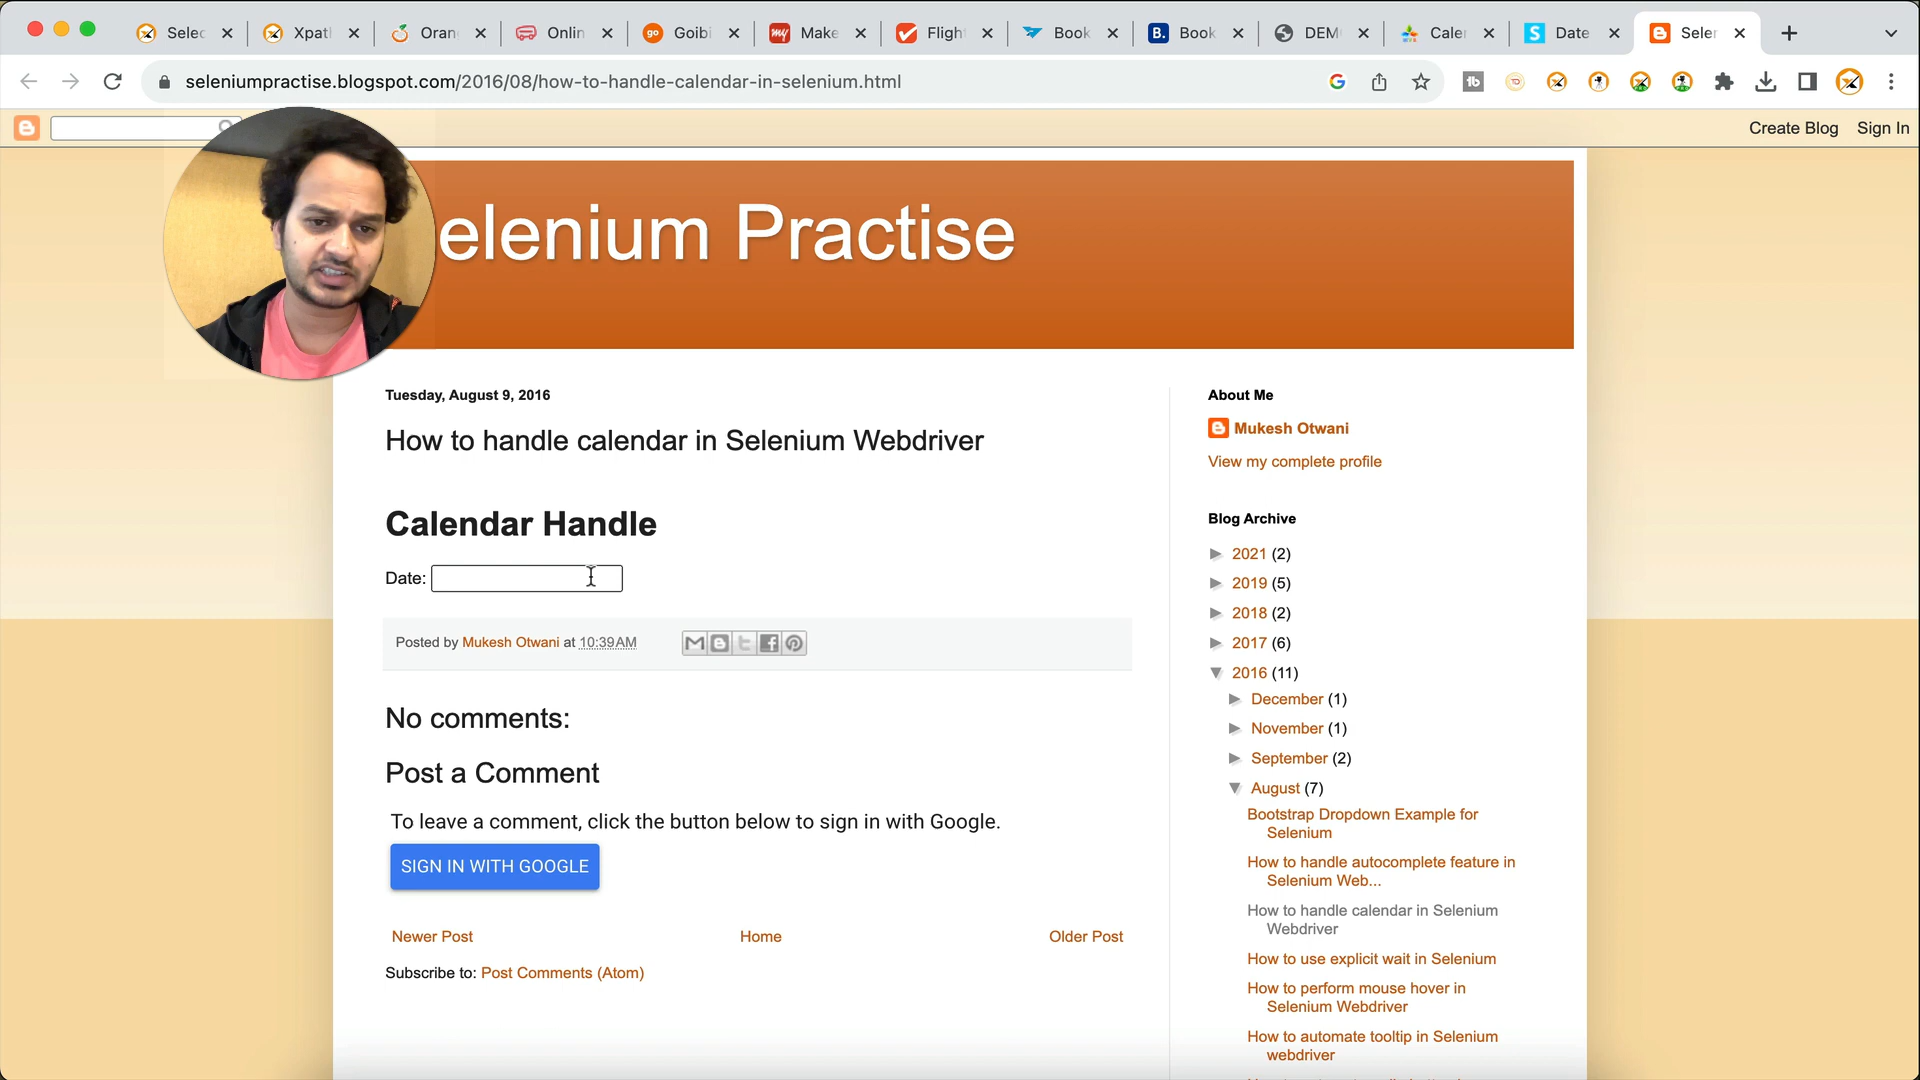 Selec
Xpat
Oran
Onlin
Goibi
Make
Fligh
Book
Book
DEM
Caler
Date
Seler
seleniumpractise.blogspot.com/2016/08/how-to-handle-calendar-in-selenium.html
Create Blog
Sign In
elenium Practise
Tuesday, August 9, 2016
How to handle calendar in Selenium Webdriver
Calendar Handle
Date:
Posted by Mukesh Otwani at 10:39 AM
No comments:
Post a Comment
To leave a comment, click the button below to sign in with Google.
SIGN IN WITH GOOGLE
Newer Post
Home
Older Post
Subscribe to: Post Comments (Atom)
About Me
Mukesh Otwani
View my complete profile
Blog Archive
► 2021 (2)
► 2019 (5)
► 2018 (2)
► 2017 (6)
▼ 2016 (11)
► December (1)
► November (1)
► September (2)
▼ August (7)
Bootstrap Dropdown Example for
Selenium
How to handle autocomplete feature in
Selenium Web...
How to handle calendar in Selenium
Webdriver
How to use explicit wait in Selenium
How to perform mouse hover in
Selenium Webdriver
How to automate tooltip in Selenium
webdriver